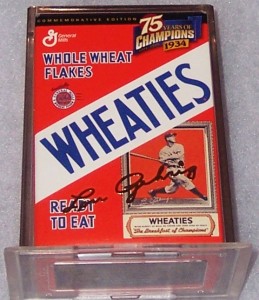 COMMEMORATIVE EDITION
General
Mills
75 YEARS OF
CHAMPIONS
1934
WHOLE WHEAT
FLAKES
WHEATIES
Lou Gehrig
READY
TO EAT
WHEATIES
"The Breakfast of Champions"